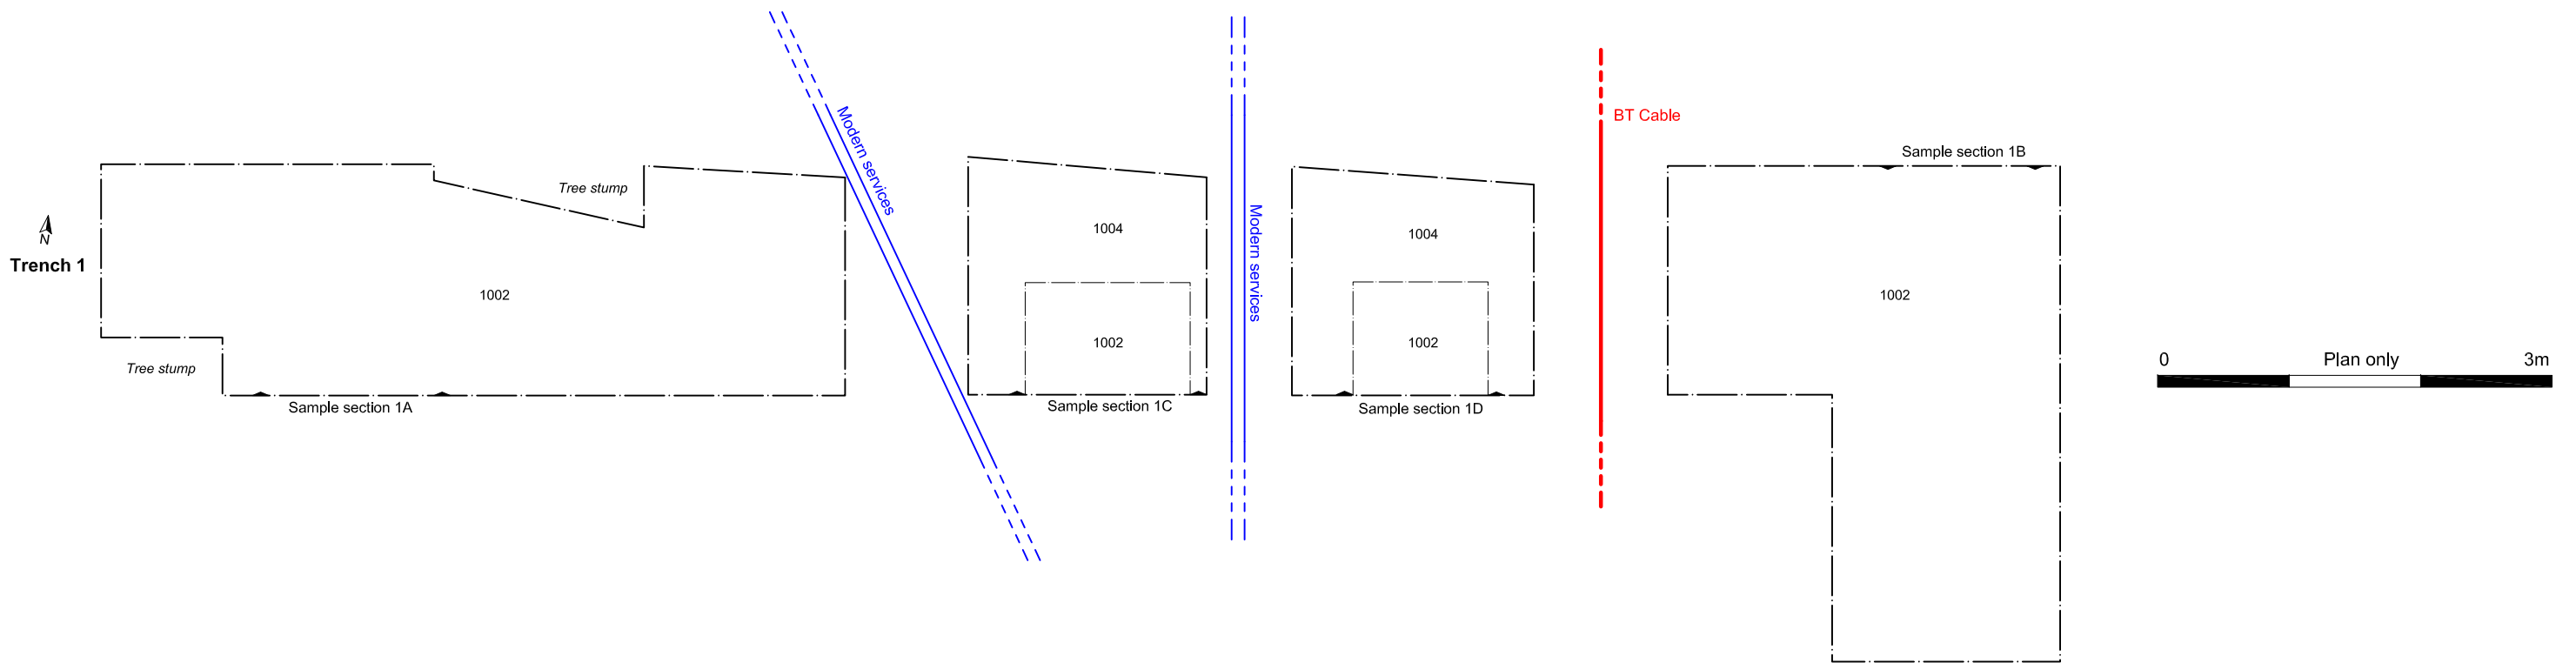 N
Trench 1
Tree stump
1002
Tree stump
Sample section 1A
Modern services
1004
1002
Sample section 1C
Modern services
1004
1002
Sample section 1D
BT Cable
Sample section 1B
1002
0 Plan only 3m